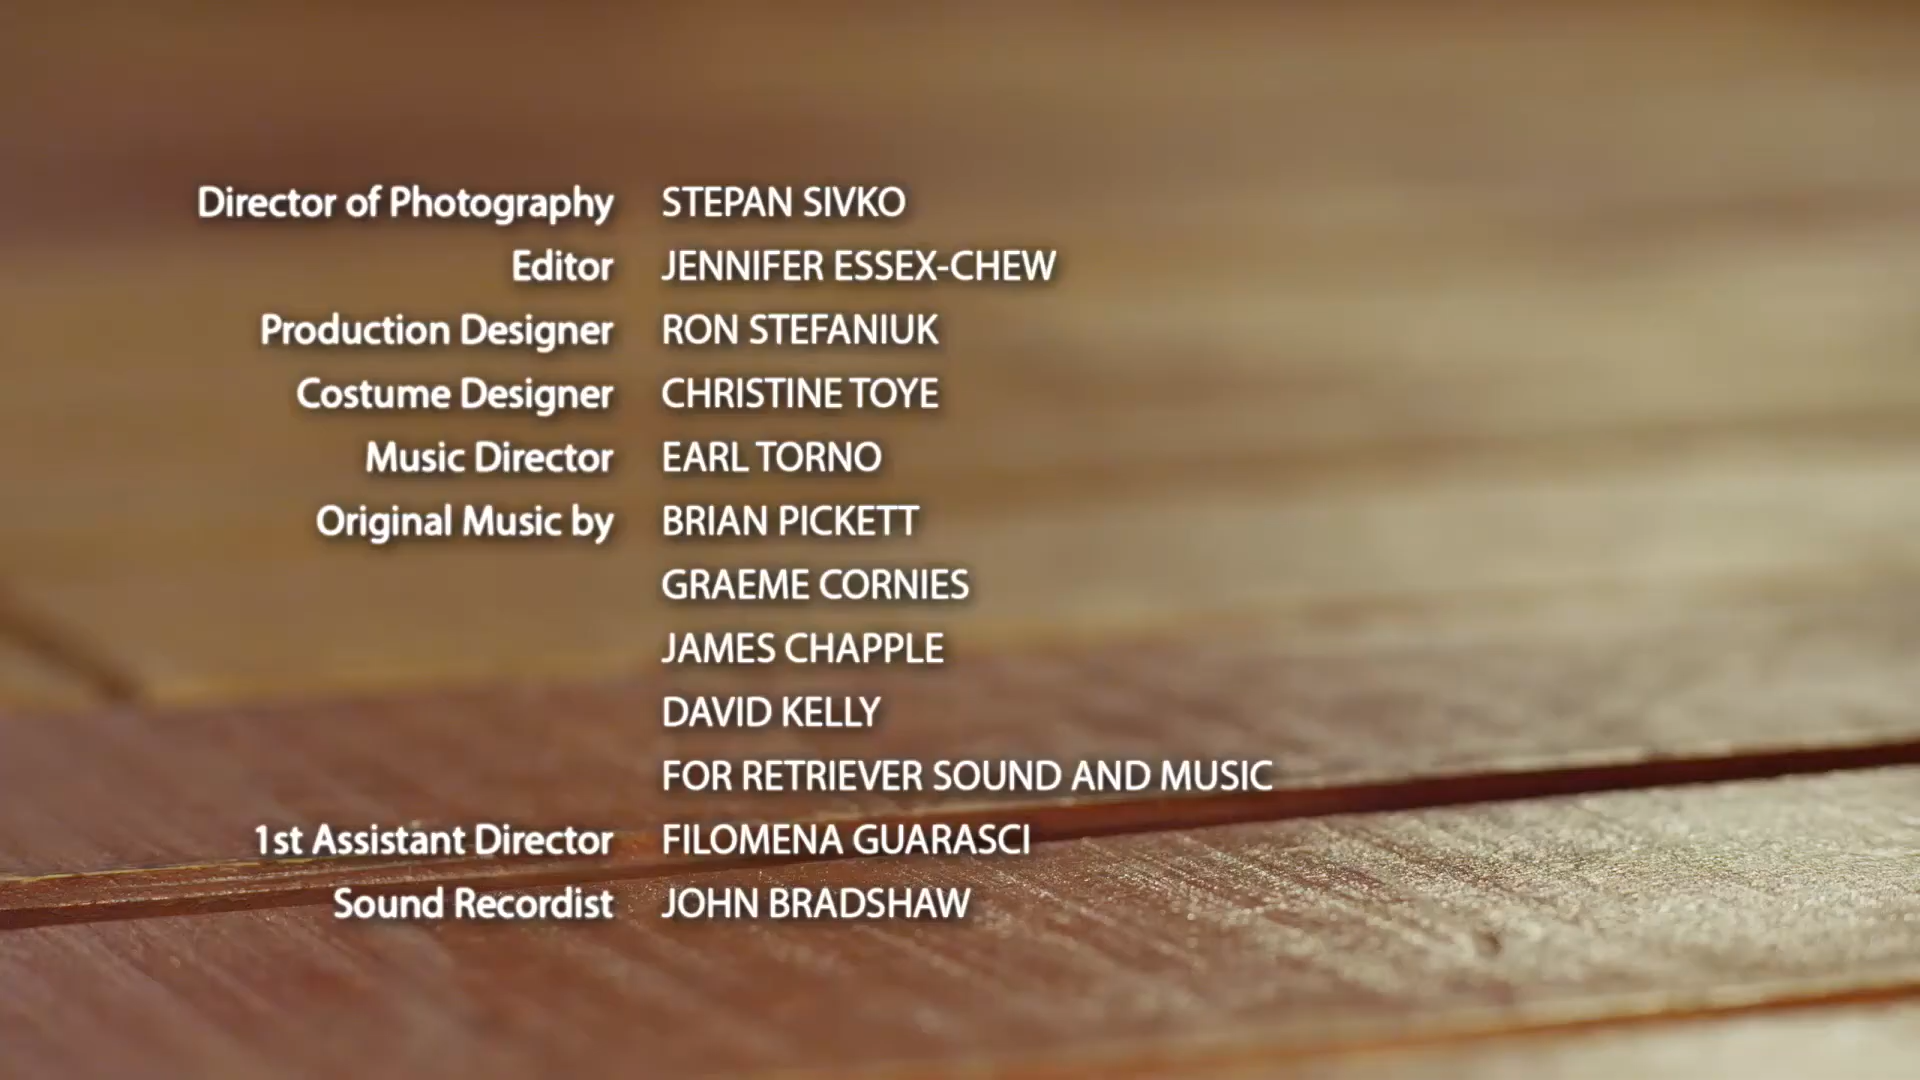 Director of Photography STEPAN SIVKO
Editor JENNIFER ESSEX-CHEW
Production Designer RON STEFANIUK
Costume Designer CHRISTINE TOYE
Music Director EARL TORNO
Original Music by BRIAN PICKETT
GRAEME CORNIES
JAMES CHAPPLE
DAVID KELLY
FOR RETRIEVER SOUND AND MUSIC
1st Assistant Director FILOMENA GUARASCI
Sound Recordist JOHN BRADSHAW